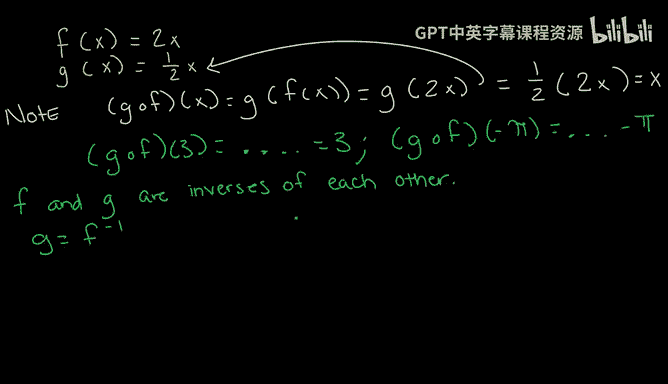 GPT中英字幕课程资源 bilibili
f(x) = 2x
g(x) = 1/2 x
Note (g∘f)(x) = g(f(x)) = g(2x) = 1/2 (2x) = x
(g∘f)(3) = .... = 3; (g∘f)(-π) = ... -π
f and g are inverses of each other.
g = f⁻¹